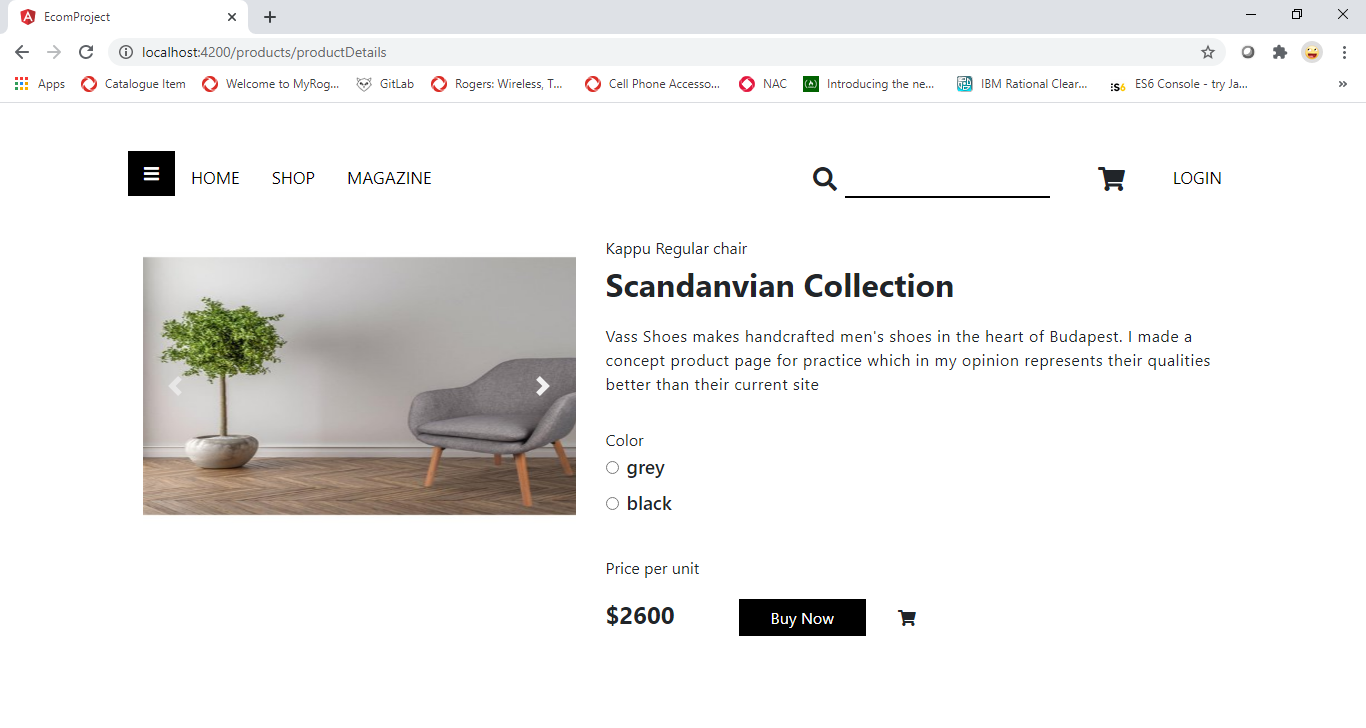 EcomProject
localhost:4200/products/productDetails
Apps Catalogue Item Welcome to MyRog... GitLab Rogers: Wireless, T... Cell Phone Accesso... NAC Introducing the ne... IBM Rational Clear... ES6 ES6 Console - try Ja... »
HOME SHOP MAGAZINE LOGIN
Kappu Regular chair
Scandanvian Collection
Vass Shoes makes handcrafted men's shoes in the heart of Budapest. I made a
concept product page for practice which in my opinion represents their qualities
better than their current site
Color
grey
black
Price per unit
$2600 Buy Now